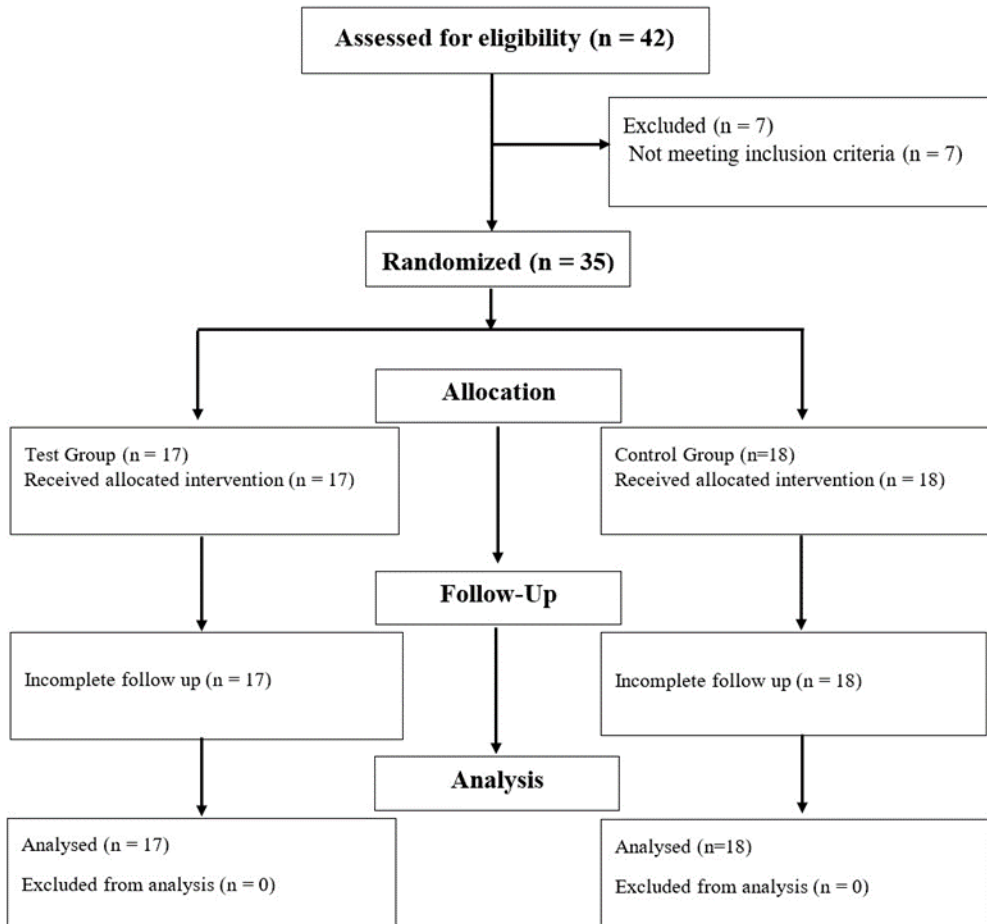 Assessed for eligibility (n = 42)
Excluded (n = 7)
Not meeting inclusion criteria (n = 7)
Randomized (n = 35)
Allocation
Test Group (n = 17)
Received allocated intervention (n = 17)
Control Group (n=18)
Received allocated intervention (n = 18)
Follow-Up
Incomplete follow up (n = 17)
Incomplete follow up (n = 18)
Analysis
Analysed (n = 17)
Excluded from analysis (n = 0)
Analysed (n=18)
Excluded from analysis (n = 0)